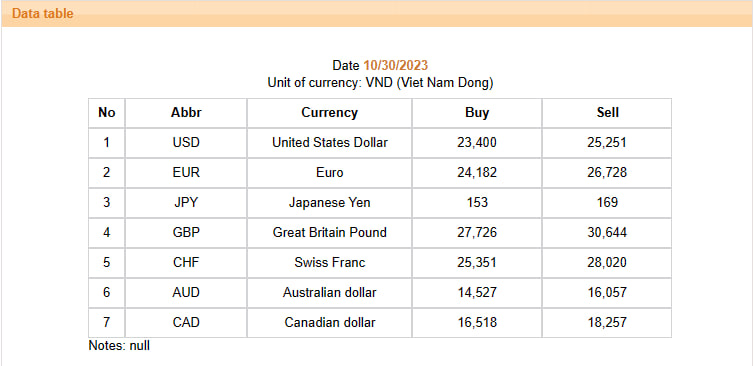 Data table
Date 10/30/2023
Unit of currency: VND (Viet Nam Dong)
No Abbr Currency Buy Sell
1 USD United States Dollar 23,400 25,251
2 EUR Euro 24,182 26,728
3 JPY Japanese Yen 153 169
4 GBP Great Britain Pound 27,726 30,644
5 CHF Swiss Franc 25,351 28,020
6 AUD Australian dollar 14,527 16,057
7 CAD Canadian dollar 16,518 18,257
Notes: null